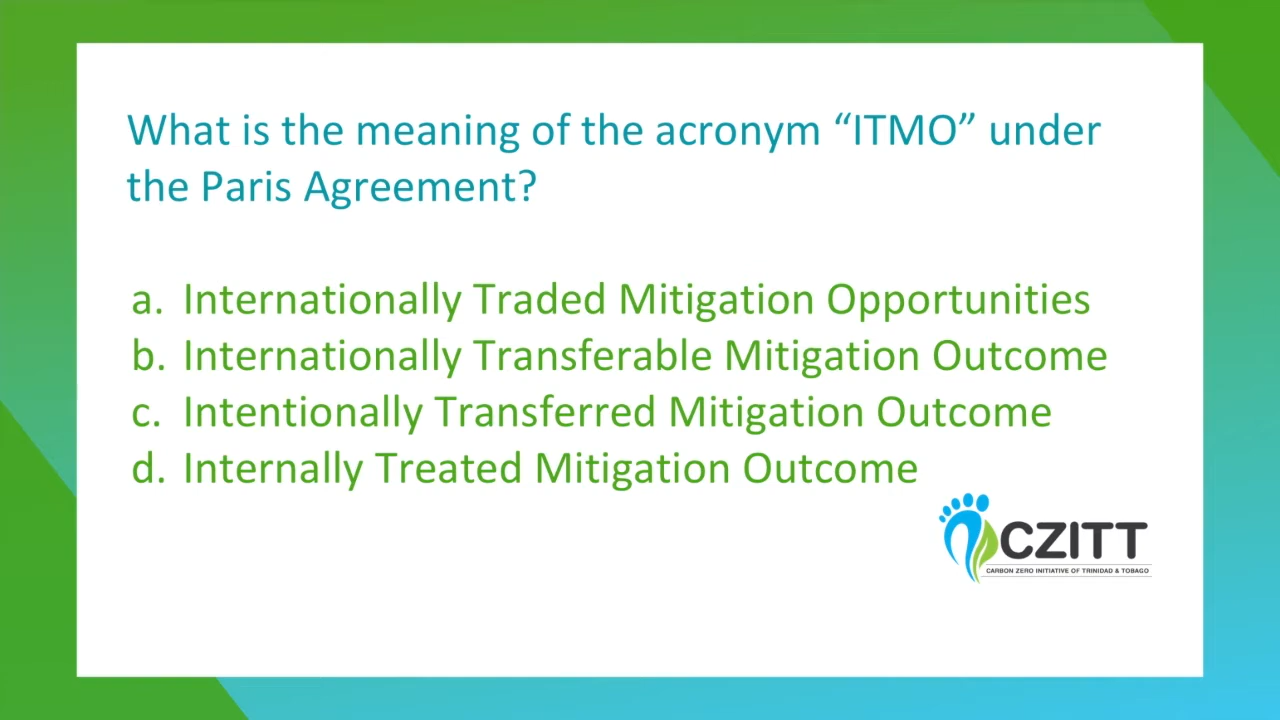 What is the meaning of the acronym “ITMO” under
the Paris Agreement?
a. Internationally Traded Mitigation Opportunities
b. Internationally Transferable Mitigation Outcome
c. Intentionally Transferred Mitigation Outcome
d. Internally Treated Mitigation Outcome
CZITT
CARBON ZERO INITIATIVE OF TRINIDAD & TOBAGO